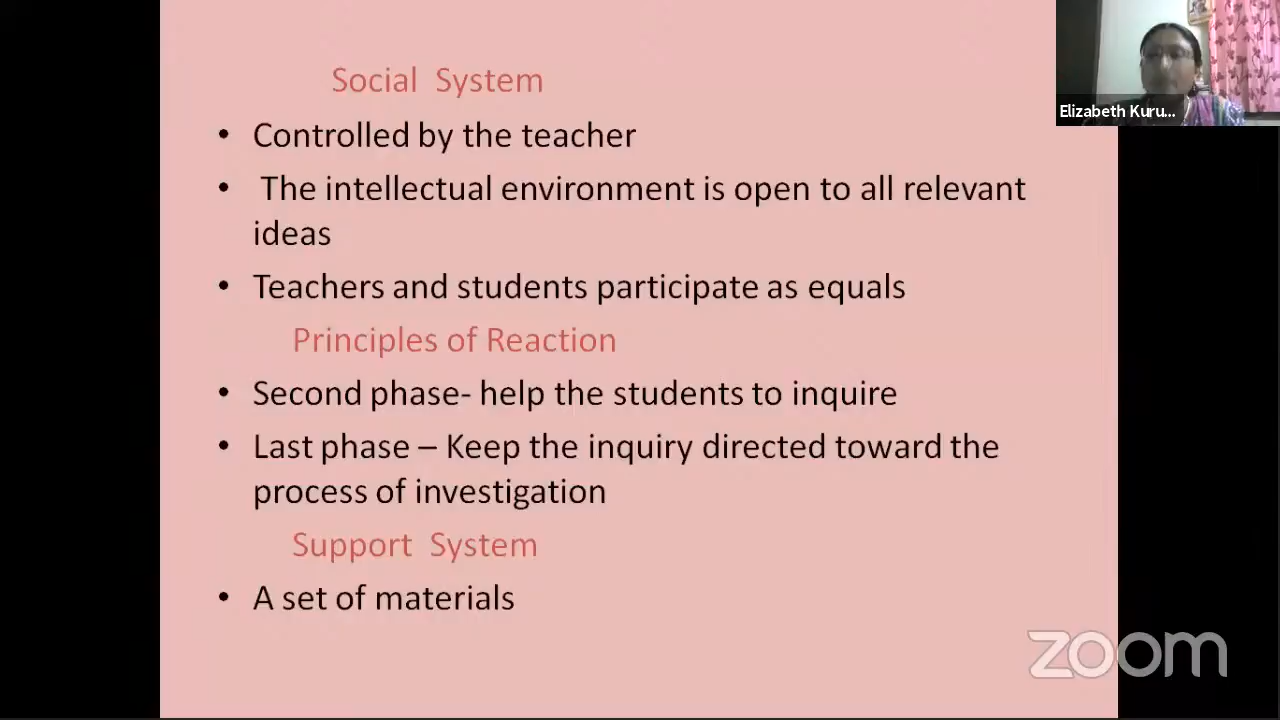 Social System
• Controlled by the teacher
• The intellectual environment is open to all relevant
ideas
• Teachers and students participate as equals
Principles of Reaction
• Second phase- help the students to inquire
• Last phase – Keep the inquiry directed toward the
process of investigation
Support System
• A set of materials
Elizabeth Kuru...
zoom